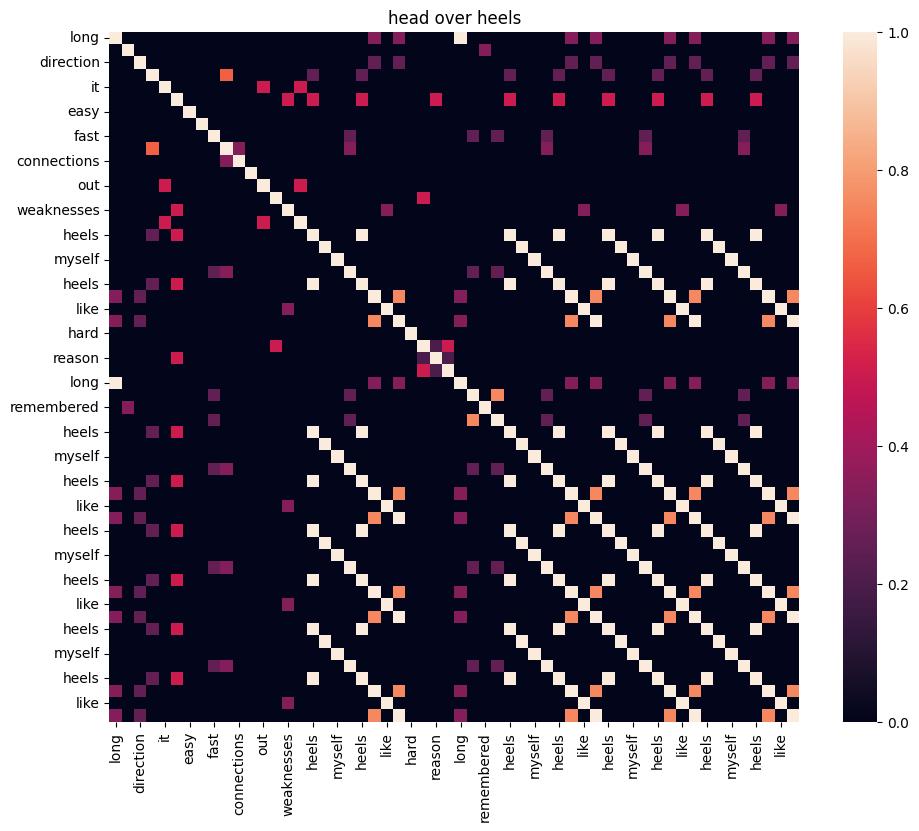 head over heels
long
direction
it
easy
fast
connections
out
weaknesses
heels
myself
heels
like
hard
reason
long
remembered
heels
myself
heels
like
heels
myself
heels
like
heels
myself
heels
like
1.0
0.8
0.6
0.4
0.2
0.0
long
direction
it
easy
fast
connections
out
weaknesses
heels
myself
heels
like
hard
reason
long
remembered
heels
myself
heels
like
heels
myself
heels
like
heels
myself
heels
like